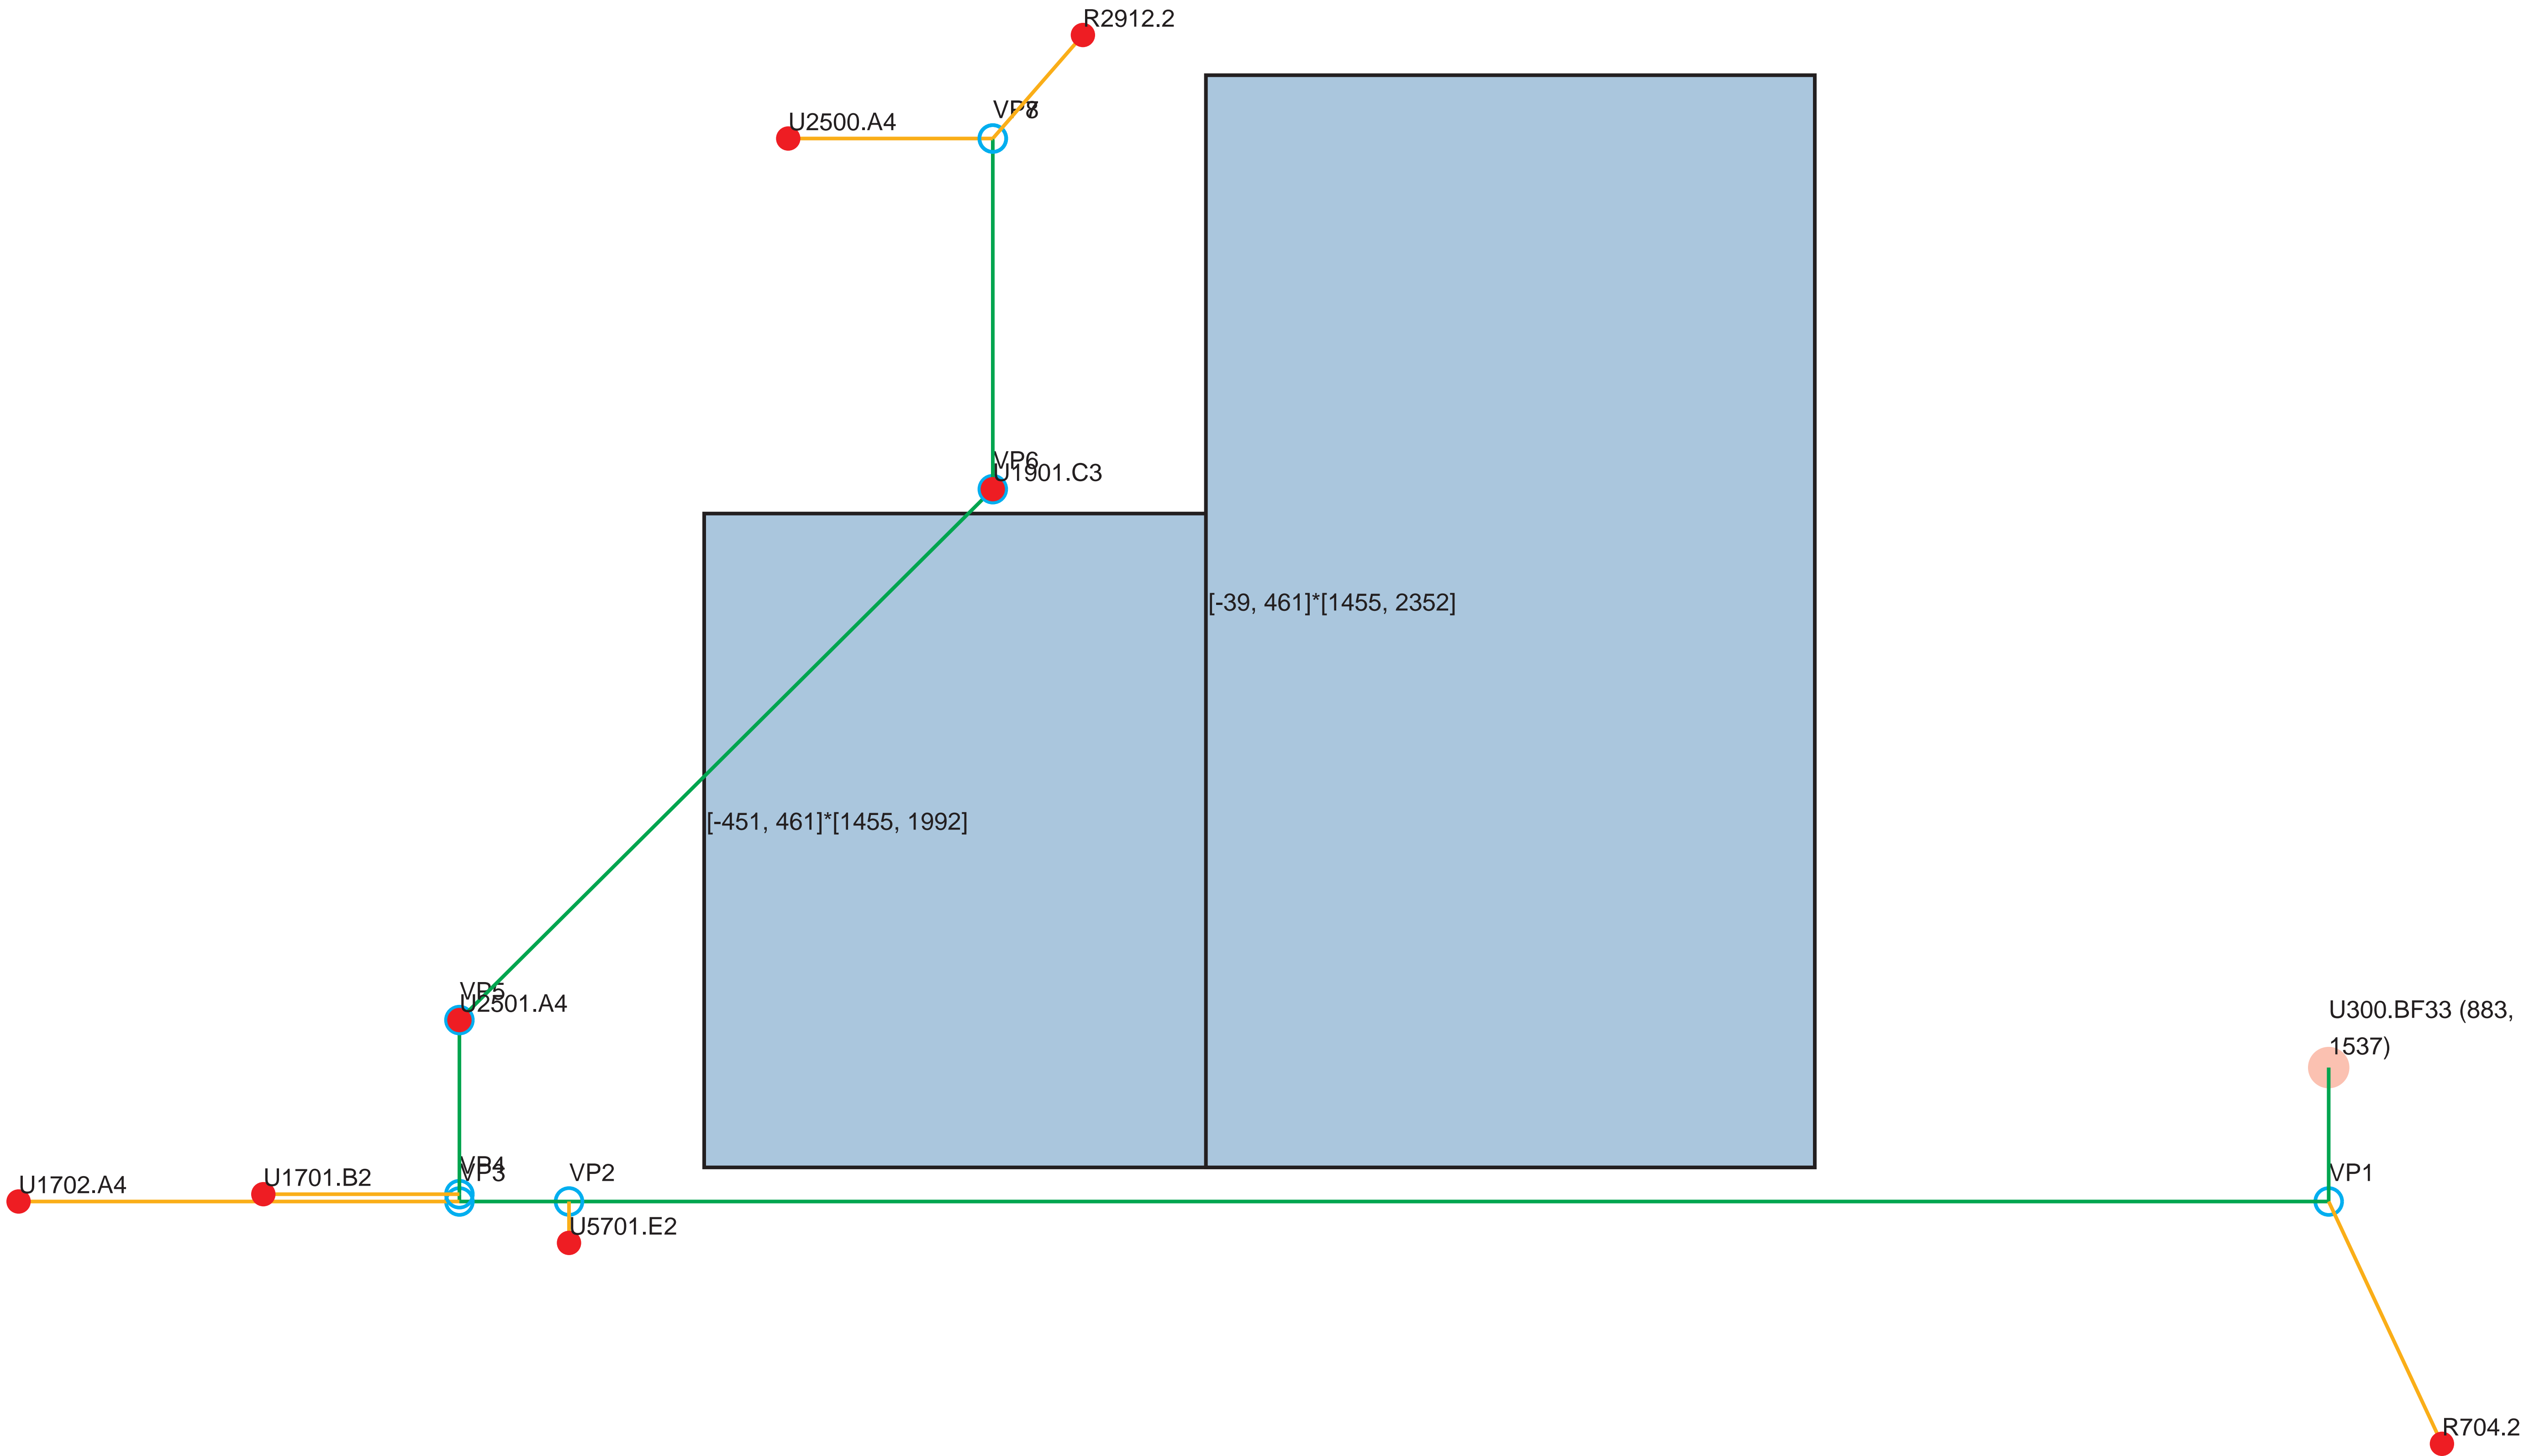 R2912.2
VP8
VP7
U2500.A4
VP6
U1901.C3
[-39, 461]*[1455, 2352]
[-451, 461]*[1455, 1992]
VP5
U2501.A4
U300.BF33 (883,
1537)
VP4
VP3
VP2
VP1
U1701.B2
U1702.A4
U5701.E2
R704.2